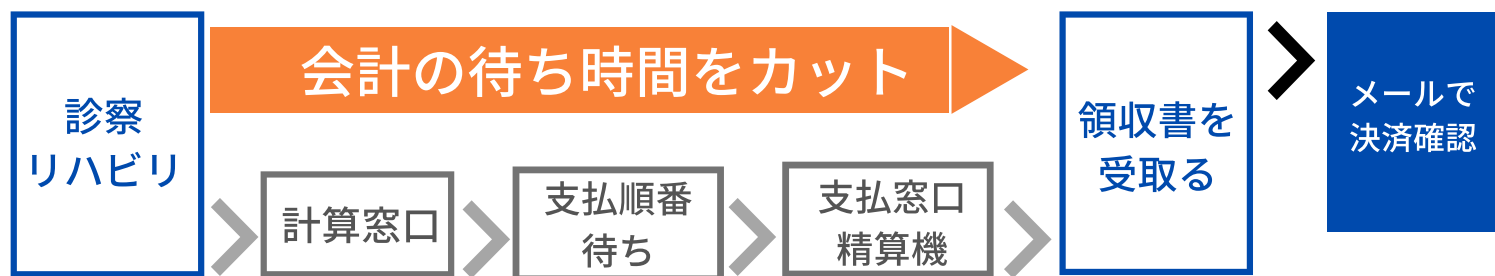 診察
リハビリ
会計の待ち時間をカット
計算窓口
支払順番
待ち
支払窓口
精算機
領収書を
受取る
メールで
決済確認